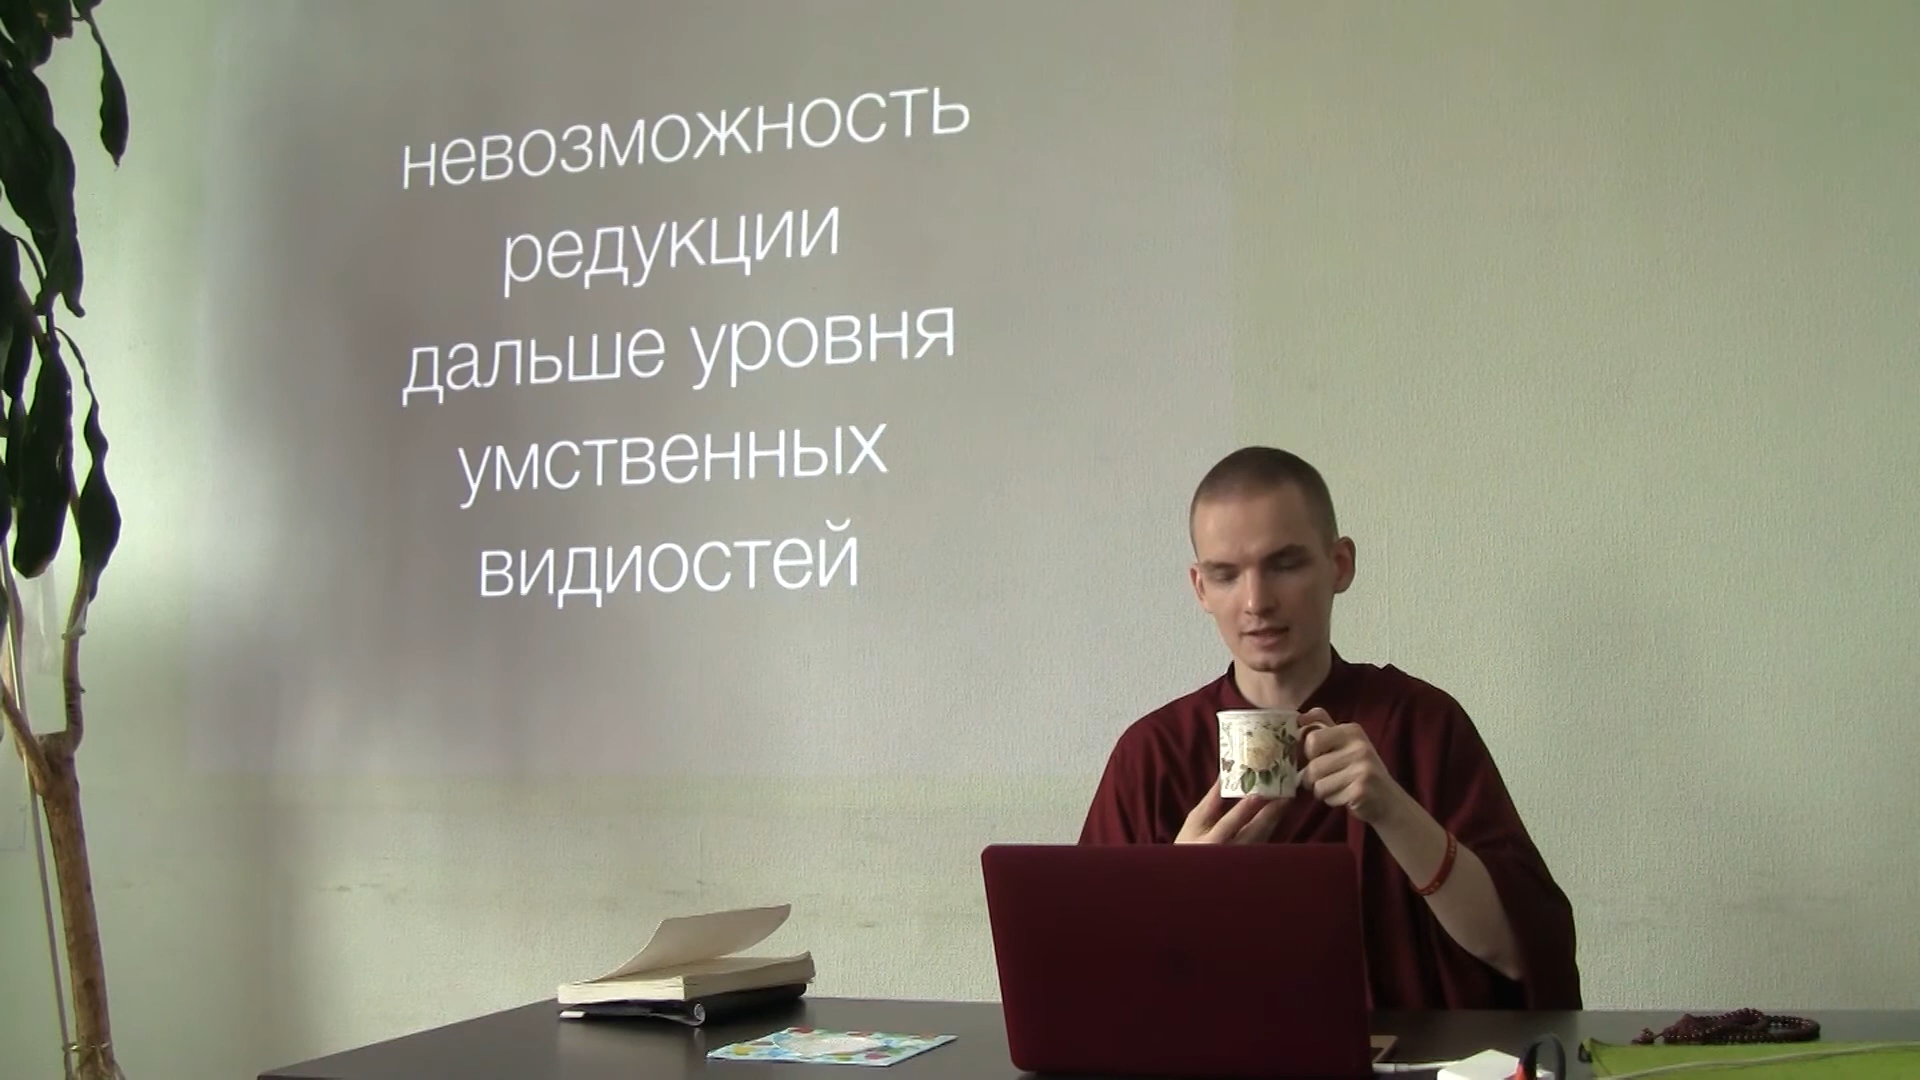 невозможность
редукции
дальше уровня
умственных
видиостей